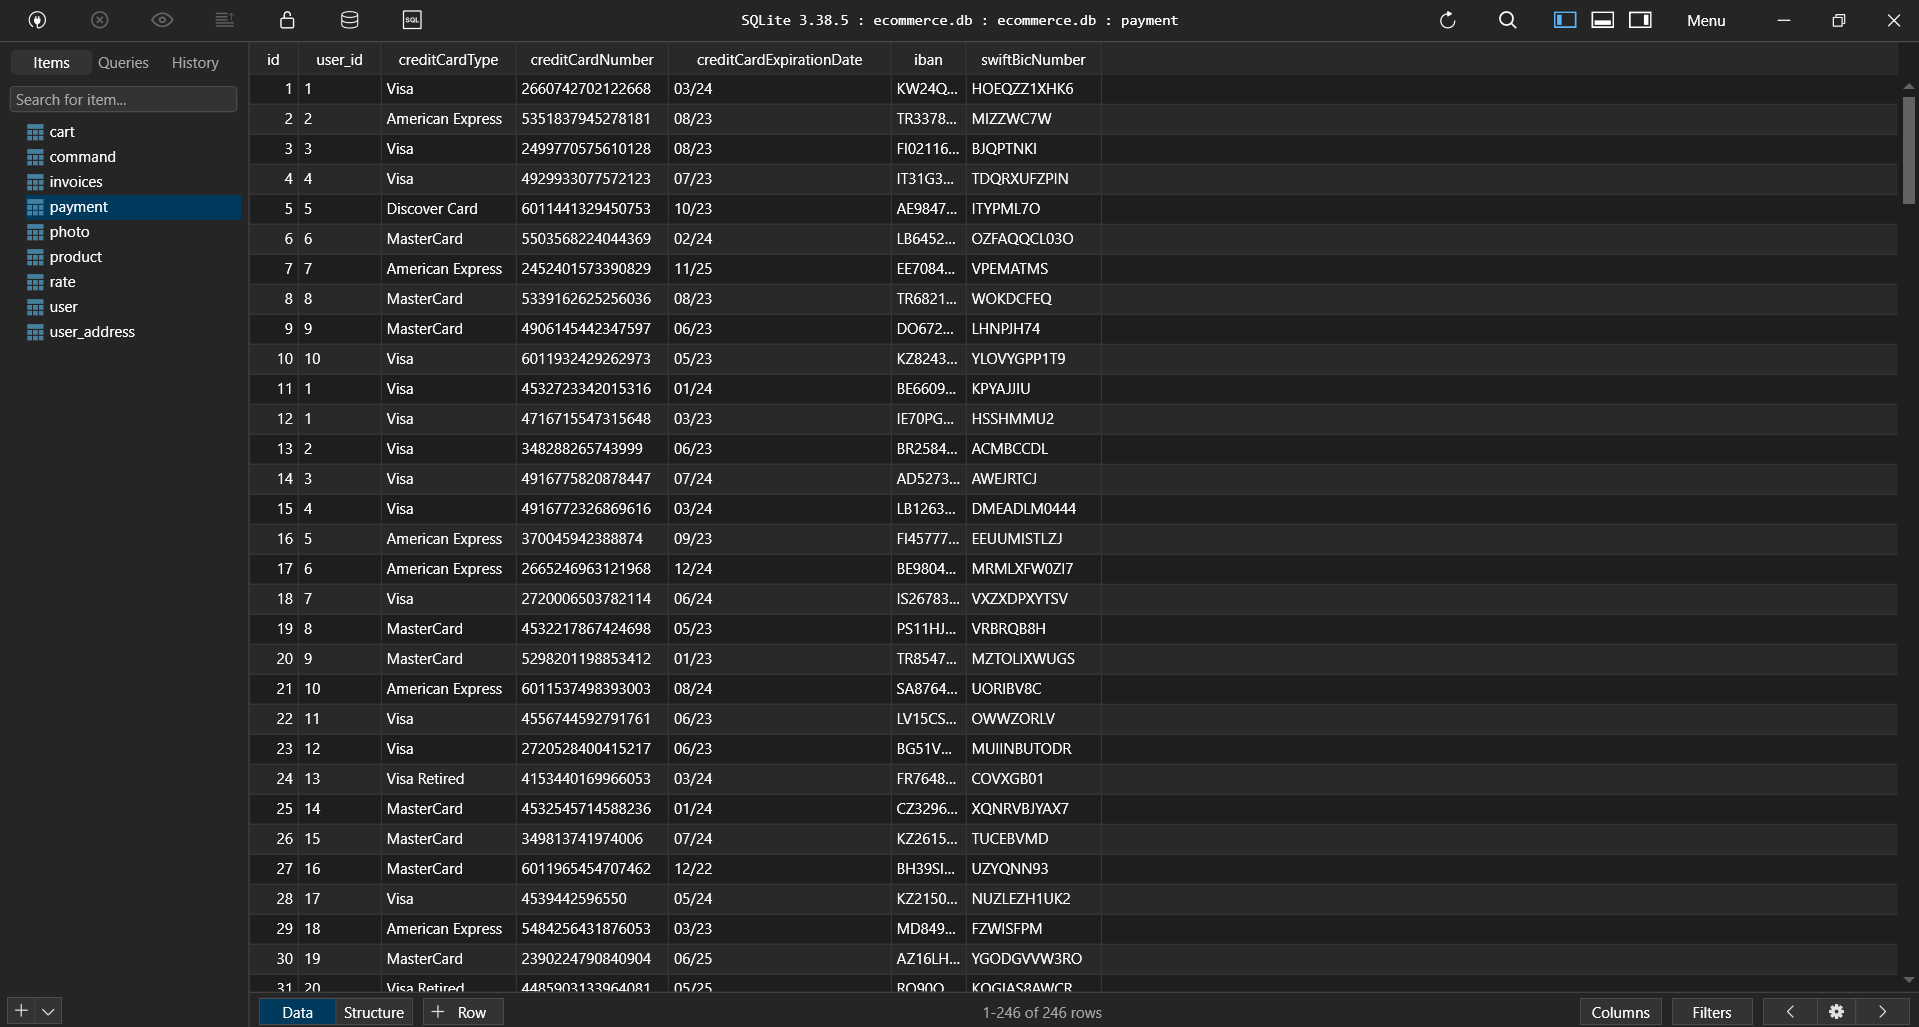 SQLite 3.38.5 : ecommerce.db : ecommerce.db : payment
SQL
Menu
Items Queries History
Search for item...
cart
command
invoices
payment
photo
product
rate
user
user_address
id user_id creditCardType creditCardNumber creditCardExpirationDate iban swiftBicNumber
1 1 Visa 2660742702122668 03/24 KW24Q... HOEQZZ1XHK6
2 2 American Express 5351837945278181 08/23 TR3378... MIZZWC7W
3 3 Visa 2499770575610128 08/23 FI02116... BJQPTNKI
4 4 Visa 4929933077572123 07/23 IT31G3... TDQRXUFZPIN
5 5 Discover Card 6011441329450753 10/23 AE9847... ITYPML7O
6 6 MasterCard 5503568224044369 02/24 LB6452... OZFAQQCL03O
7 7 American Express 2452401573390829 11/25 EE7084... VPEMATMS
8 8 MasterCard 5339162625256036 08/23 TR6821... WOKDCFEQ
9 9 MasterCard 4906145442347597 06/23 DO672... LHNPJH74
10 10 Visa 6011932429262973 05/23 KZ8243... YLOVYGPP1T9
11 1 Visa 4532723342015316 01/24 BE6609... KPYAJJIU
12 1 Visa 4716715547315648 03/23 IE70PG... HSSHMMU2
13 2 Visa 348288265743999 06/23 BR2584... ACMBCCDL
14 3 Visa 4916775820878447 07/24 AD5273... AWEJRTCJ
15 4 Visa 4916772326869616 03/24 LB1263... DMEADLM0444
16 5 American Express 370045942388874 09/23 FI45777... EEUUMISTLZJ
17 6 American Express 2665246963121968 12/24 BE9804... MRMLXFW0ZI7
18 7 Visa 2720006503782114 06/24 IS26783... VXZXDPXYTSV
19 8 MasterCard 4532217867424698 05/23 PS11HJ... VRBRQB8H
20 9 MasterCard 5298201198853412 01/23 TR8547... MZTOLIXWUGS
21 10 American Express 6011537498393003 08/24 SA8764... UORIBV8C
22 11 Visa 4556744592791761 06/23 LV15CS... OWWZORLV
23 12 Visa 2720528400415217 06/23 BG51V... MUIINBUTODR
24 13 Visa Retired 4153440169966053 03/24 FR7648... COVXGB01
25 14 MasterCard 4532545714588236 01/24 CZ3296... XQNRVBJYAX7
26 15 MasterCard 349813741974006 07/24 KZ2615... TUCEBVMD
27 16 MasterCard 6011965454707462 12/22 BH39SI... UZYQNN93
28 17 Visa 4539442596550 05/24 KZ2150... NUZLEZH1UK2
29 18 American Express 5484256431876053 03/23 MD849... FZWISFPM
30 19 MasterCard 2390224790840904 06/25 AZ16LH... YGODGVVW3RO
31 20 Visa Retired 4485903133964081 05/25 RO90O... KOGIAS8AWCR
Data Structure + Row 1-246 of 246 rows Columns Filters